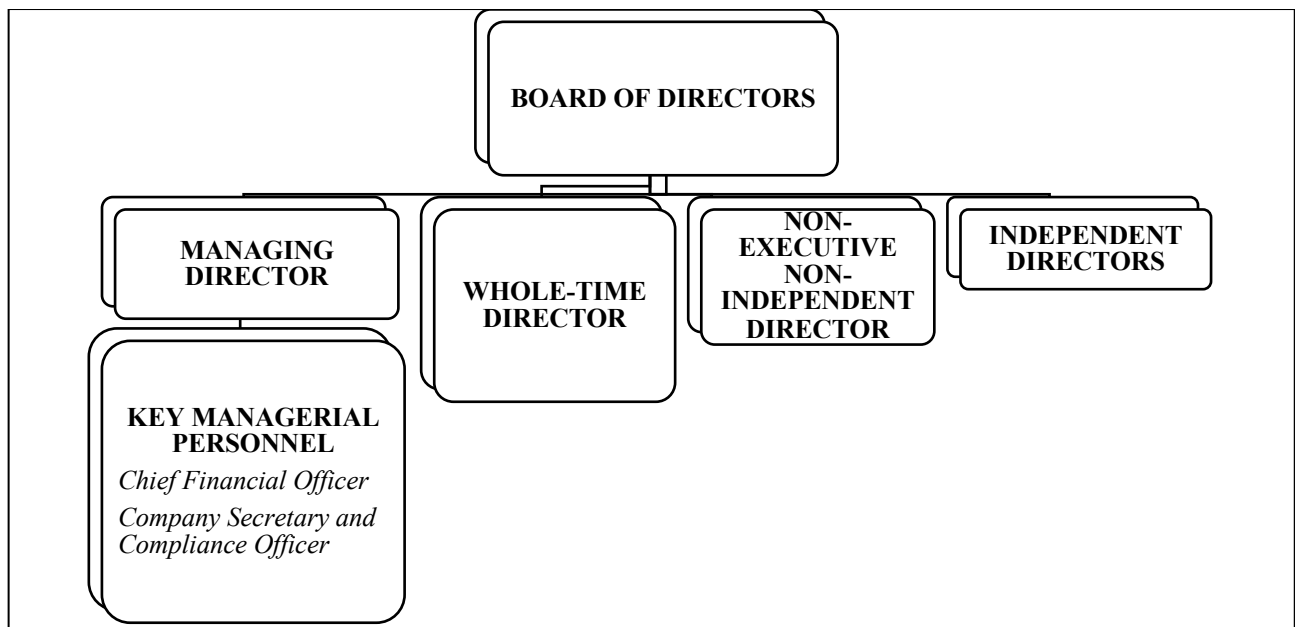 BOARD OF DIRECTORS
MANAGING
DIRECTOR
WHOLE-TIME
DIRECTOR
NON-
EXECUTIVE
NON-
INDEPENDENT
DIRECTOR
INDEPENDENT
DIRECTORS
KEY MANAGERIAL
PERSONNEL
Chief Financial Officer
Company Secretary and
Compliance Officer